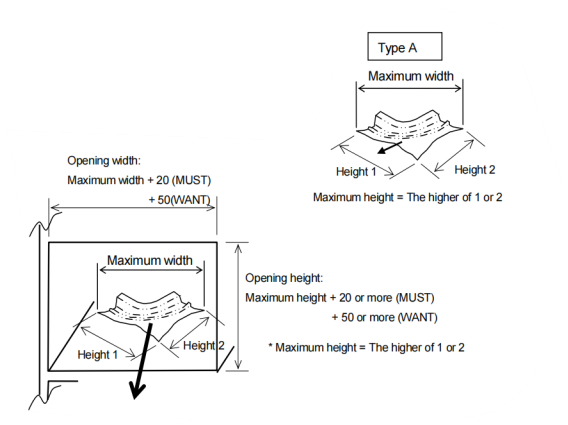 Type A
Maximum width
Height 1
Height 2
Maximum height = The higher of 1 or 2
Opening width:
Maximum width + 20 (MUST)
+ 50(WANT)
Maximum width
Height 1
Height 2
Opening height:
Maximum height + 20 or more (MUST)
+ 50 or more (WANT)
* Maximum height = The higher of 1 or 2